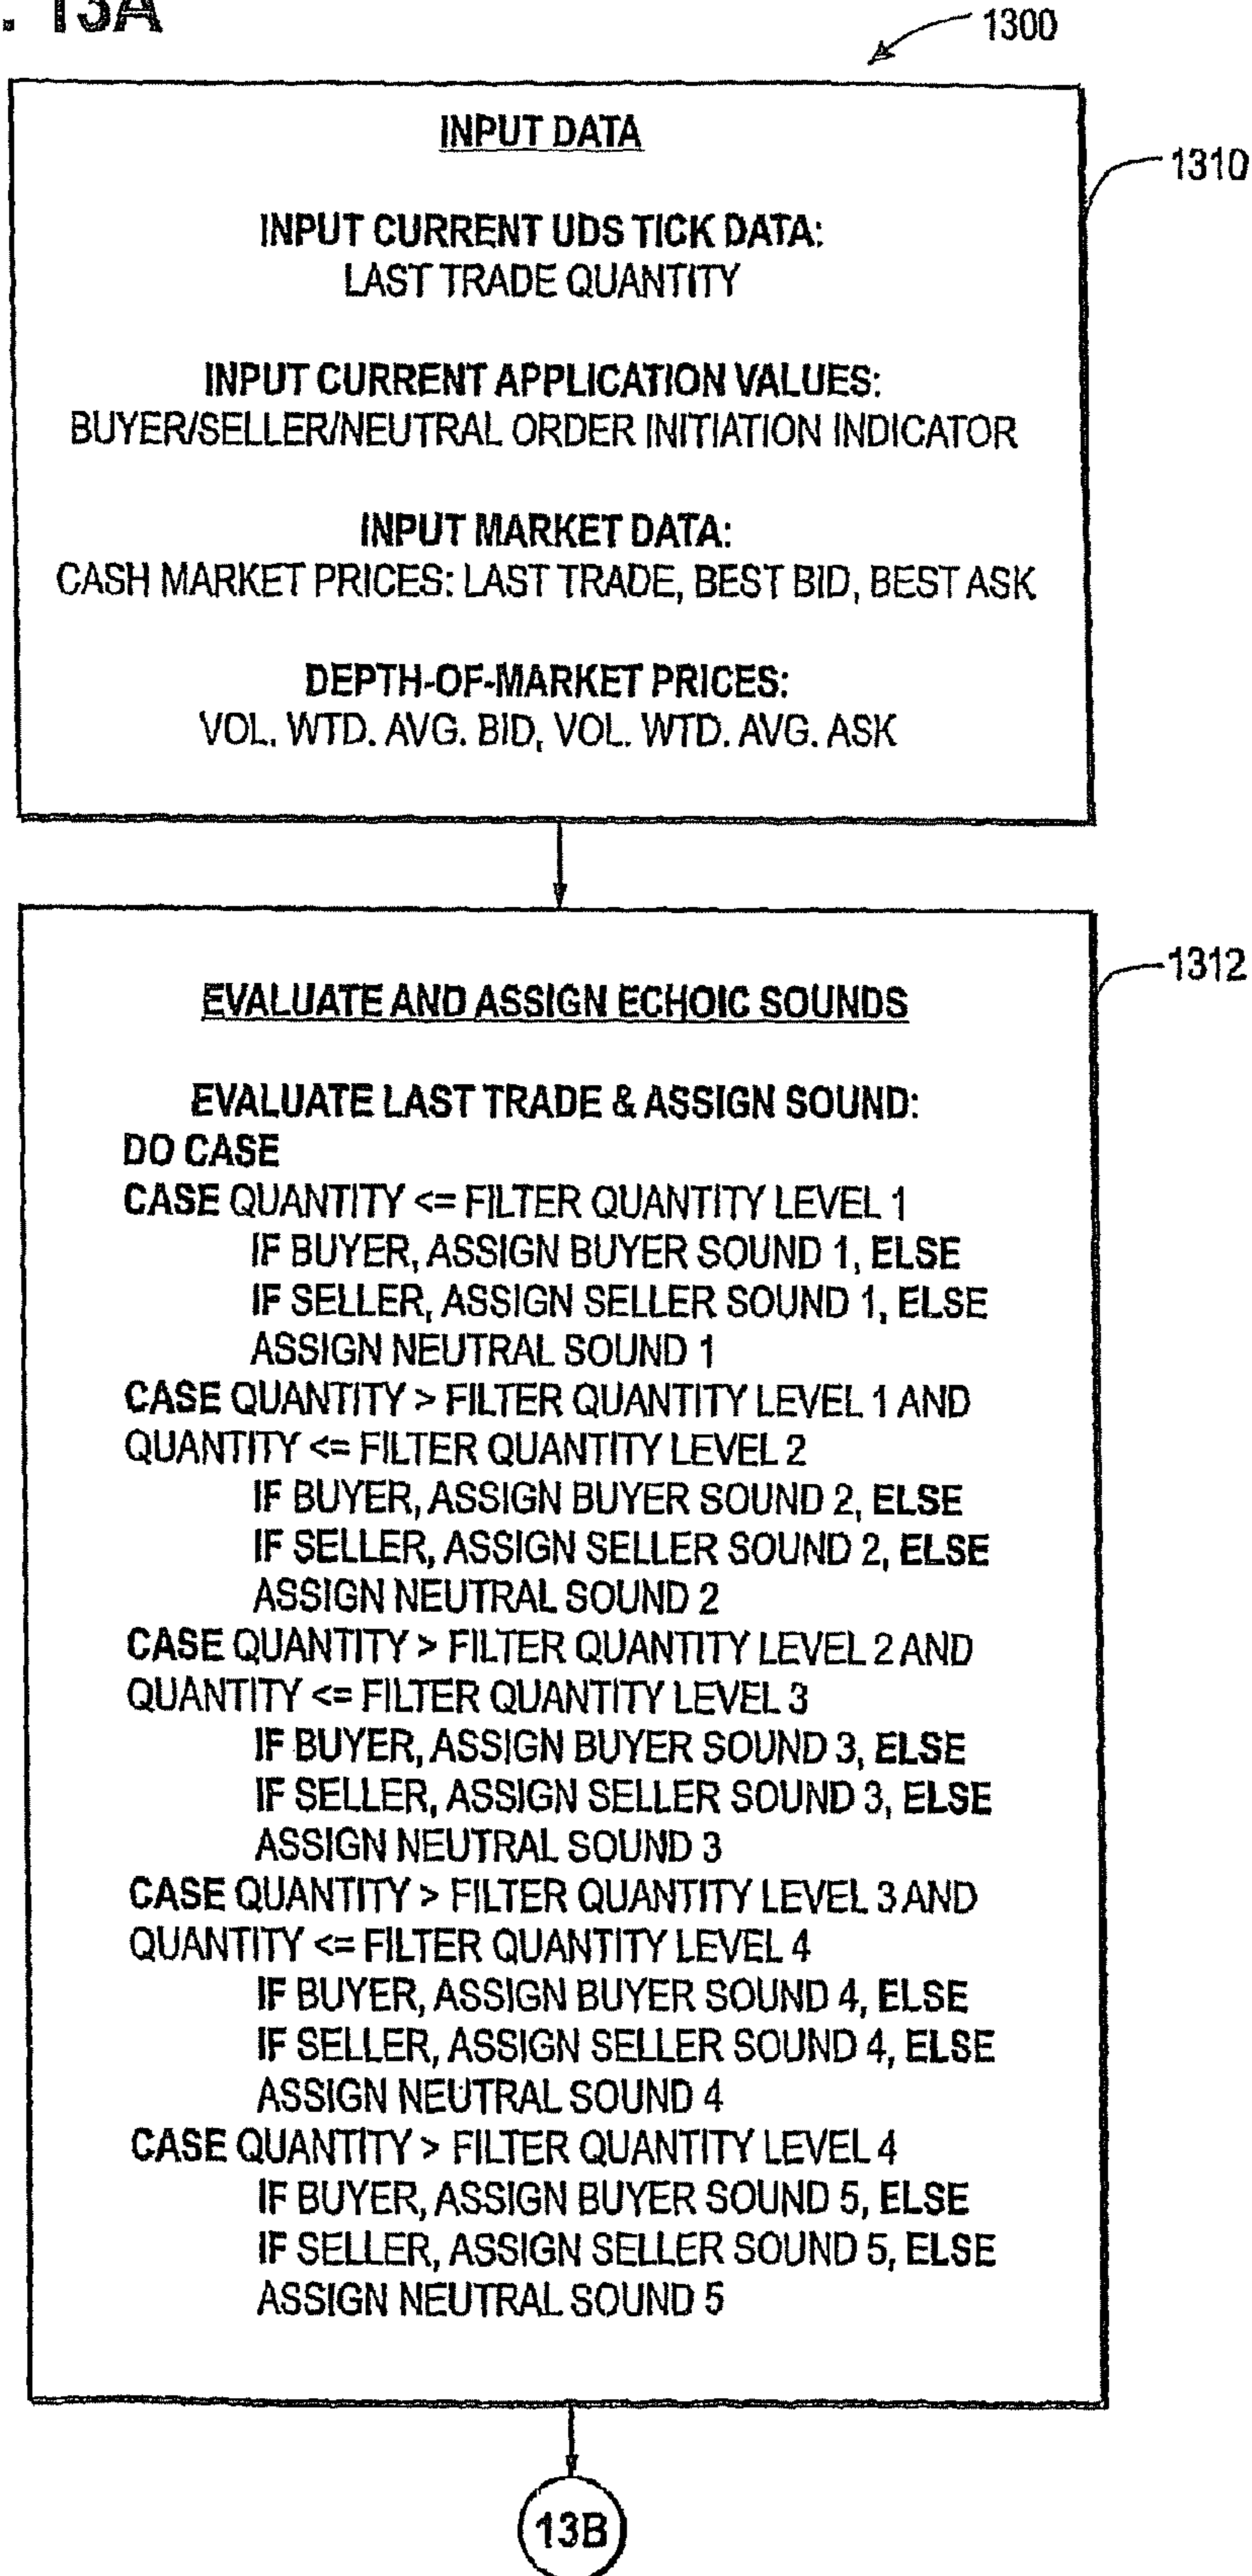 . 13A
1300
INPUT DATA
1310
INPUT CURRENT UDS TICK DATA:
LAST TRADE QUANTITY
INPUT CURRENT APPLICATION VALUES:
BUYER/SELLER/NEUTRAL ORDER INITIATION INDICATOR
INPUT MARKET DATA:
CASH MARKET PRICES: LAST TRADE, BEST BID, BEST ASK
DEPTH-OF-MARKET PRICES:
VOL. WTD. AVG. BID, VOL. WTD. AVG. ASK
1312
EVALUATE AND ASSIGN ECHOIC SOUNDS
EVALUATE LAST TRADE & ASSIGN SOUND:
DO CASE
CASE QUANTITY <= FILTER QUANTITY LEVEL 1
IF BUYER, ASSIGN BUYER SOUND 1, ELSE
IF SELLER, ASSIGN SELLER SOUND 1, ELSE
ASSIGN NEUTRAL SOUND 1
CASE QUANTITY > FILTER QUANTITY LEVEL 1 AND
QUANTITY <= FILTER QUANTITY LEVEL 2
IF BUYER, ASSIGN BUYER SOUND 2, ELSE
IF SELLER, ASSIGN SELLER SOUND 2, ELSE
ASSIGN NEUTRAL SOUND 2
CASE QUANTITY > FILTER QUANTITY LEVEL 2 AND
QUANTITY <= FILTER QUANTITY LEVEL 3
IF BUYER, ASSIGN BUYER SOUND 3, ELSE
IF SELLER, ASSIGN SELLER SOUND 3, ELSE
ASSIGN NEUTRAL SOUND 3
CASE QUANTITY > FILTER QUANTITY LEVEL 3 AND
QUANTITY <= FILTER QUANTITY LEVEL 4
IF BUYER, ASSIGN BUYER SOUND 4, ELSE
IF SELLER, ASSIGN SELLER SOUND 4, ELSE
ASSIGN NEUTRAL SOUND 4
CASE QUANTITY > FILTER QUANTITY LEVEL 4
IF BUYER, ASSIGN BUYER SOUND 5, ELSE
IF SELLER, ASSIGN SELLER SOUND 5, ELSE
ASSIGN NEUTRAL SOUND 5
13B